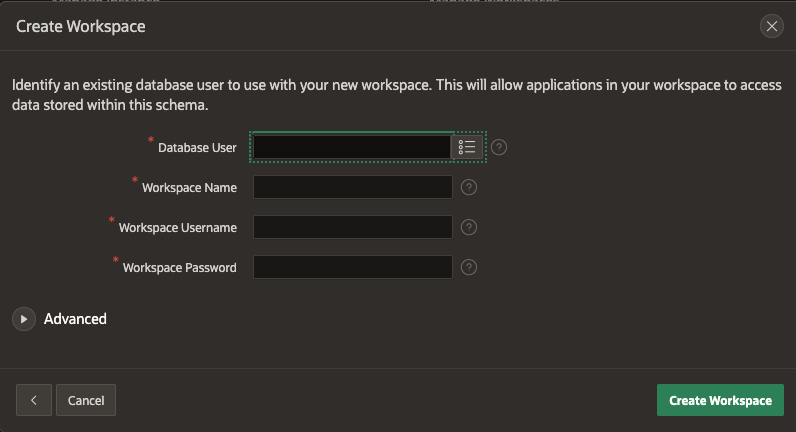 Create Workspace
Identify an existing database user to use with your new workspace. This will allow applications in your workspace to access
data stored within this schema.
* Database User
* Workspace Name
* Workspace Username
* Workspace Password
Advanced
Cancel
Create Workspace